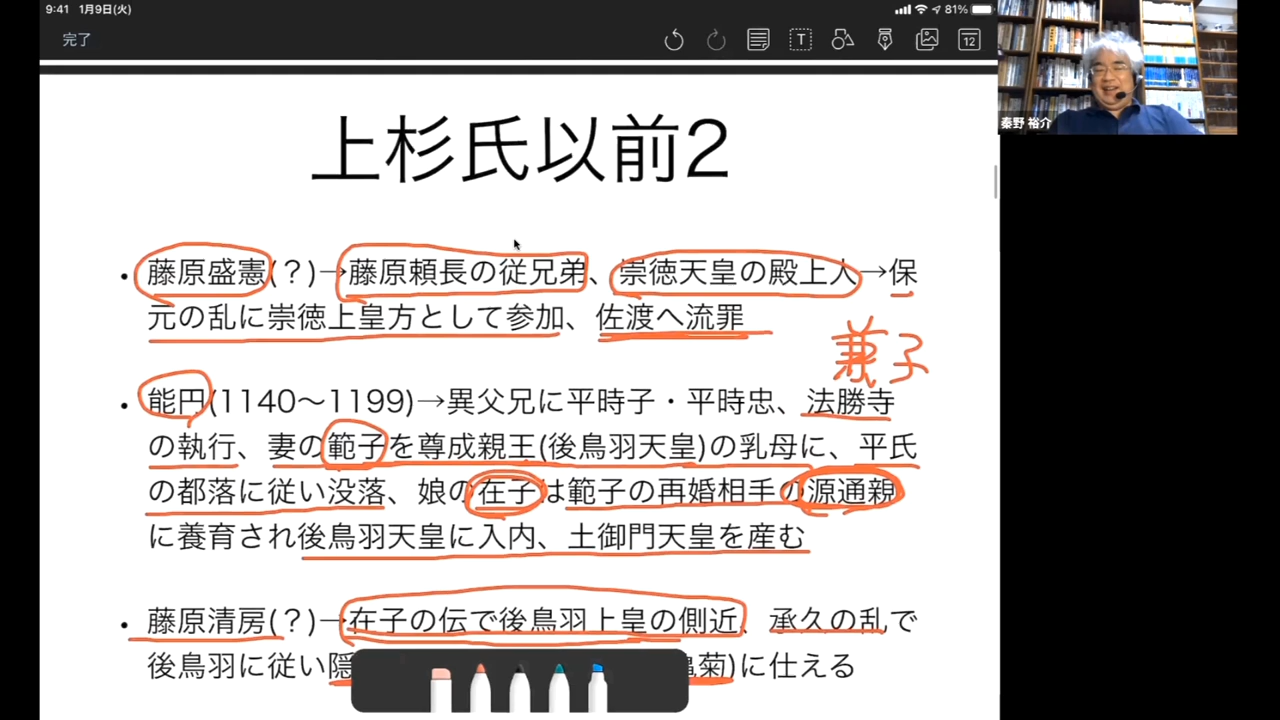 9:41 1月9日(火)
81%
完了
T
12
秦野 裕介
上杉氏以前2
・藤原盛憲(？)→藤原頼長の従兄弟、崇徳天皇の殿上人→保
元の乱に崇徳上皇方として参加、佐渡へ流罪
兼子
・能円(1140〜1199)→異父兄に平時子・平時忠、法勝寺
の執行、妻の範子を尊成親王(後鳥羽天皇)の乳母に、平氏
の都落に従い没落、娘の在子は範子の再婚相手の源通親
に養育され後鳥羽天皇に入内、土御門天皇を産む
・藤原清房(？)→在子の伝で後鳥羽上皇の側近、承久の乱で
後鳥羽に従い隠 亀菊)に仕える